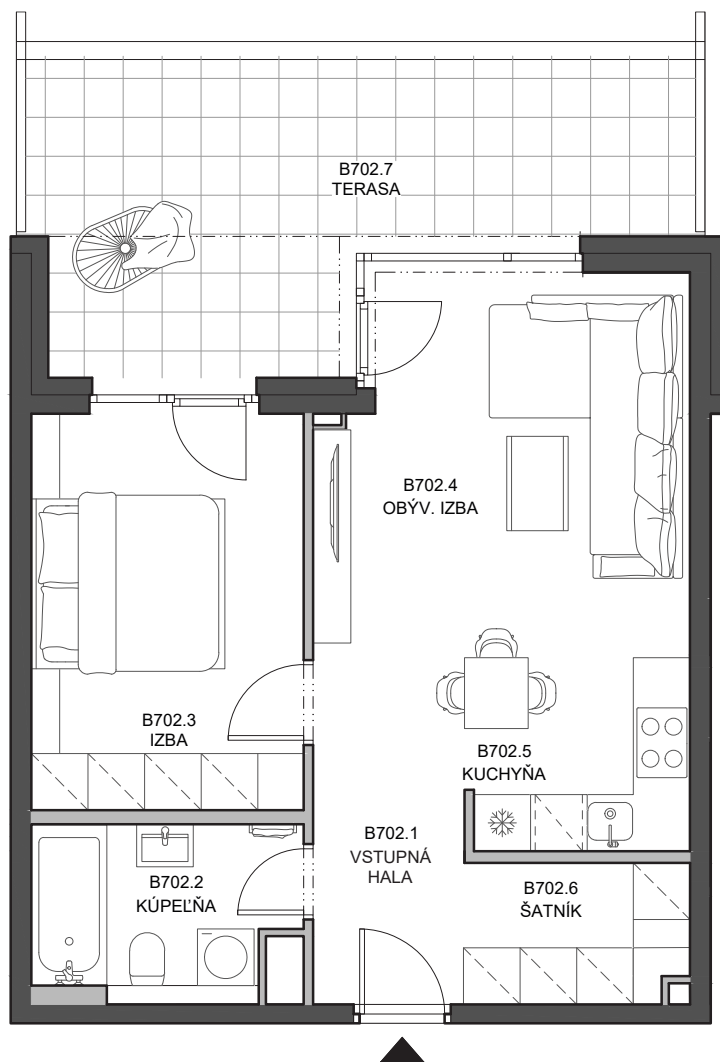 B702.7
TERASA
B702.4
OBÝV. IZBA
B702.3
IZBA
B702.5
KUCHYŇA
B702.1
VSTUPNÁ
HALA
B702.2
KÚPEĽŇA
B702.6
ŠATNÍK